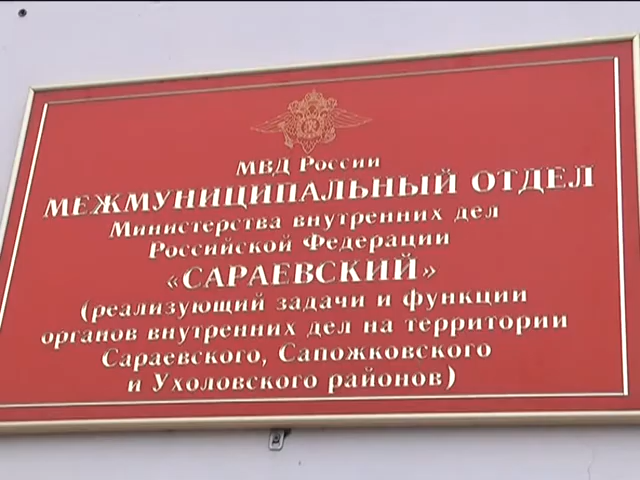 МВД России
МЕЖМУНИЦИПАЛЬНЫЙ ОТДЕЛ
Министерства внутренних дел
Российской Федерации
«САРАЕВСКИЙ»
(реализующий задачи и функции
органов внутренних дел на территории
Сараевского, Сапожковского
и Ухоловского районов)